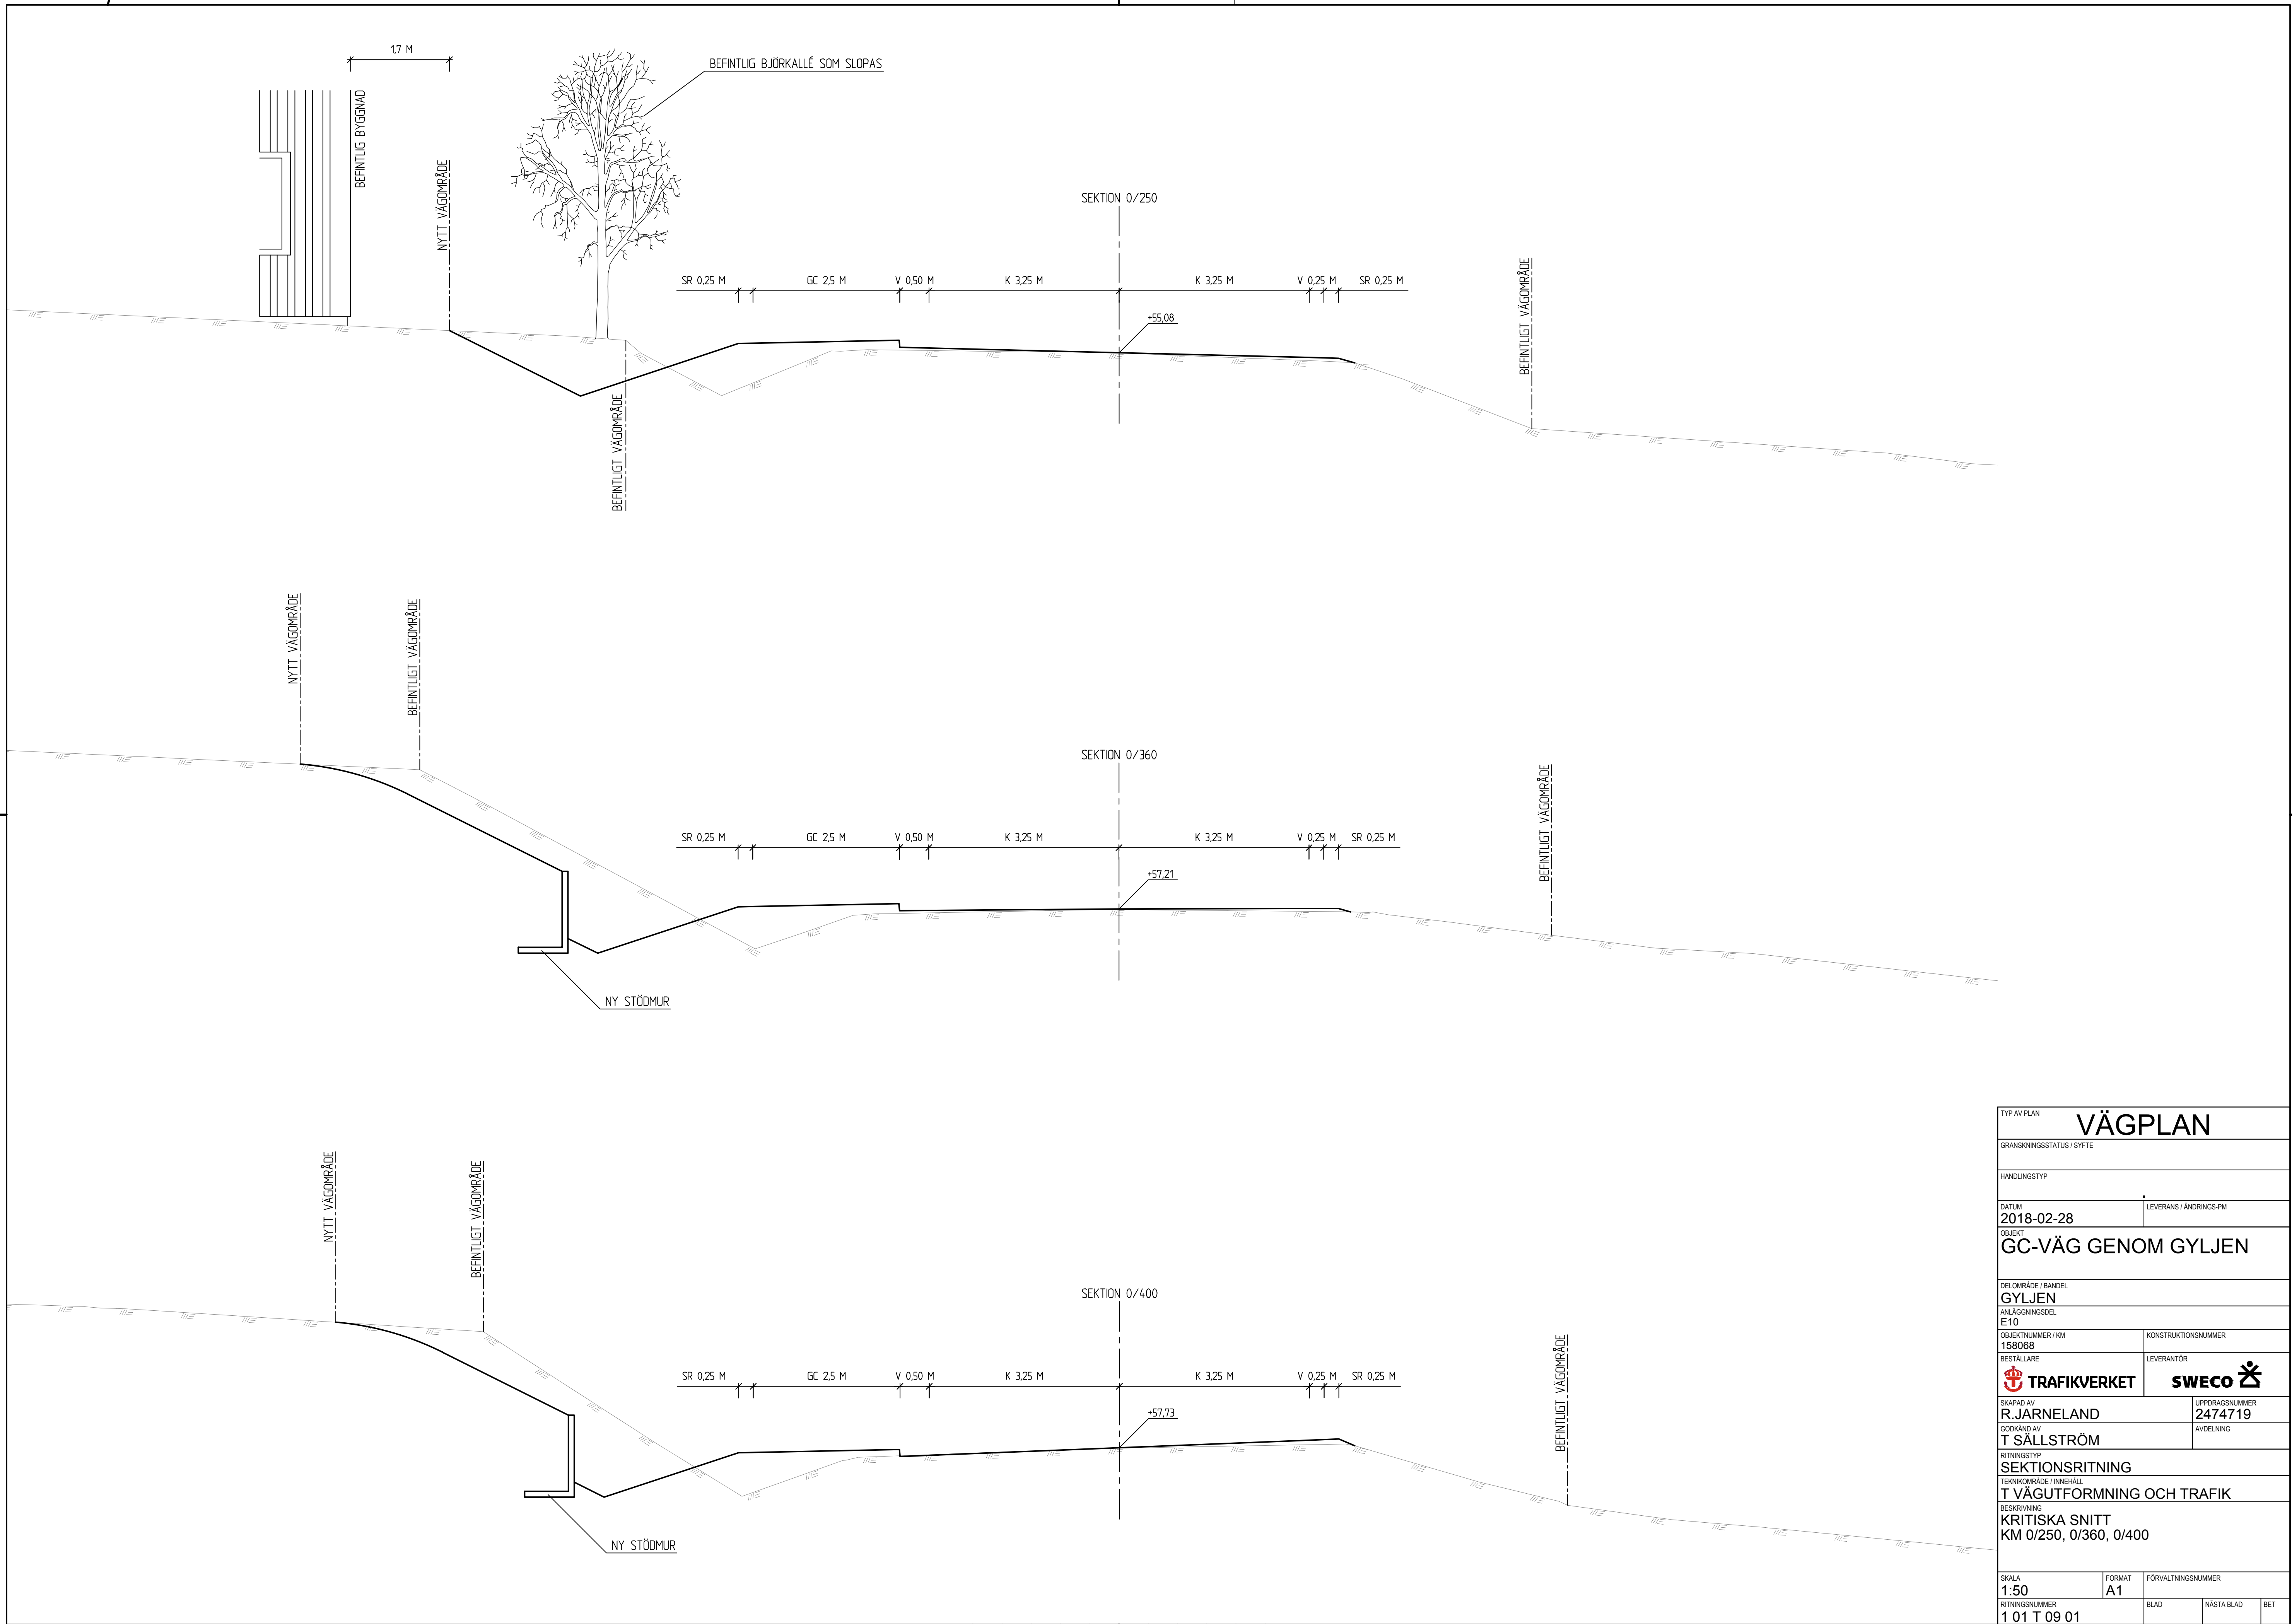 1,7 M
BEFINTLIG BJÖRKALLÉ SOM SLOPAS
BEFINTLIG BYGGNAD
NYTT VÄGOMRÅDE
SEKTION 0/250
SR 0,25 M
GC 2,5 M
V 0,50 M
K 3,25 M
K 3,25 M
V 0,25 M
SR 0,25 M
+55,08
BEFINTLIGT VÄGOMRÅDE
BEFINTLIGT VÄGOMRÅDE
NYTT VÄGOMRÅDE
BEFINTLIGT VÄGOMRÅDE
SEKTION 0/360
SR 0,25 M
GC 2,5 M
V 0,50 M
K 3,25 M
K 3,25 M
V 0,25 M
SR 0,25 M
+57,21
BEFINTLIGT VÄGOMRÅDE
NY STÖDMUR
NYTT VÄGOMRÅDE
BEFINTLIGT VÄGOMRÅDE
SEKTION 0/400
SR 0,25 M
GC 2,5 M
V 0,50 M
K 3,25 M
K 3,25 M
V 0,25 M
SR 0,25 M
+57,73
BEFINTLIGT VÄGOMRÅDE
NY STÖDMUR
TYP AV PLAN
VÄGPLAN
GRANSKNINGSSTATUS / SYFTE
HANDLINGSTYP
.
DATUM
2018-02-28
LEVERANS / ÄNDRINGS-PM
OBJEKT
GC-VÄG GENOM GYLJEN
DELOMRÅDE / BANDEL
GYLJEN
ANLÄGGNINGSDEL
E10
OBJEKTNUMMER / KM
158068
KONSTRUKTIONSNUMMER
BESTÄLLARE
TRAFIKVERKET
LEVERANTÖR
SWECO
SKAPAD AV
R.JARNELAND
UPPDRAGSNUMMER
2474719
GODKÄND AV
T SÄLLSTRÖM
AVDELNING
RITNINGSTYP
SEKTIONSRITNING
TEKNIKOMRÅDE / INNEHÅLL
T VÄGUTFORMNING OCH TRAFIK
BESKRIVNING
KRITISKA SNITT
KM 0/250, 0/360, 0/400
SKALA
1:50
FORMAT
A1
FÖRVALTNINGSNUMMER
RITNINGSNUMMER
1 01 T 09 01
BLAD
NÄSTA BLAD
BET